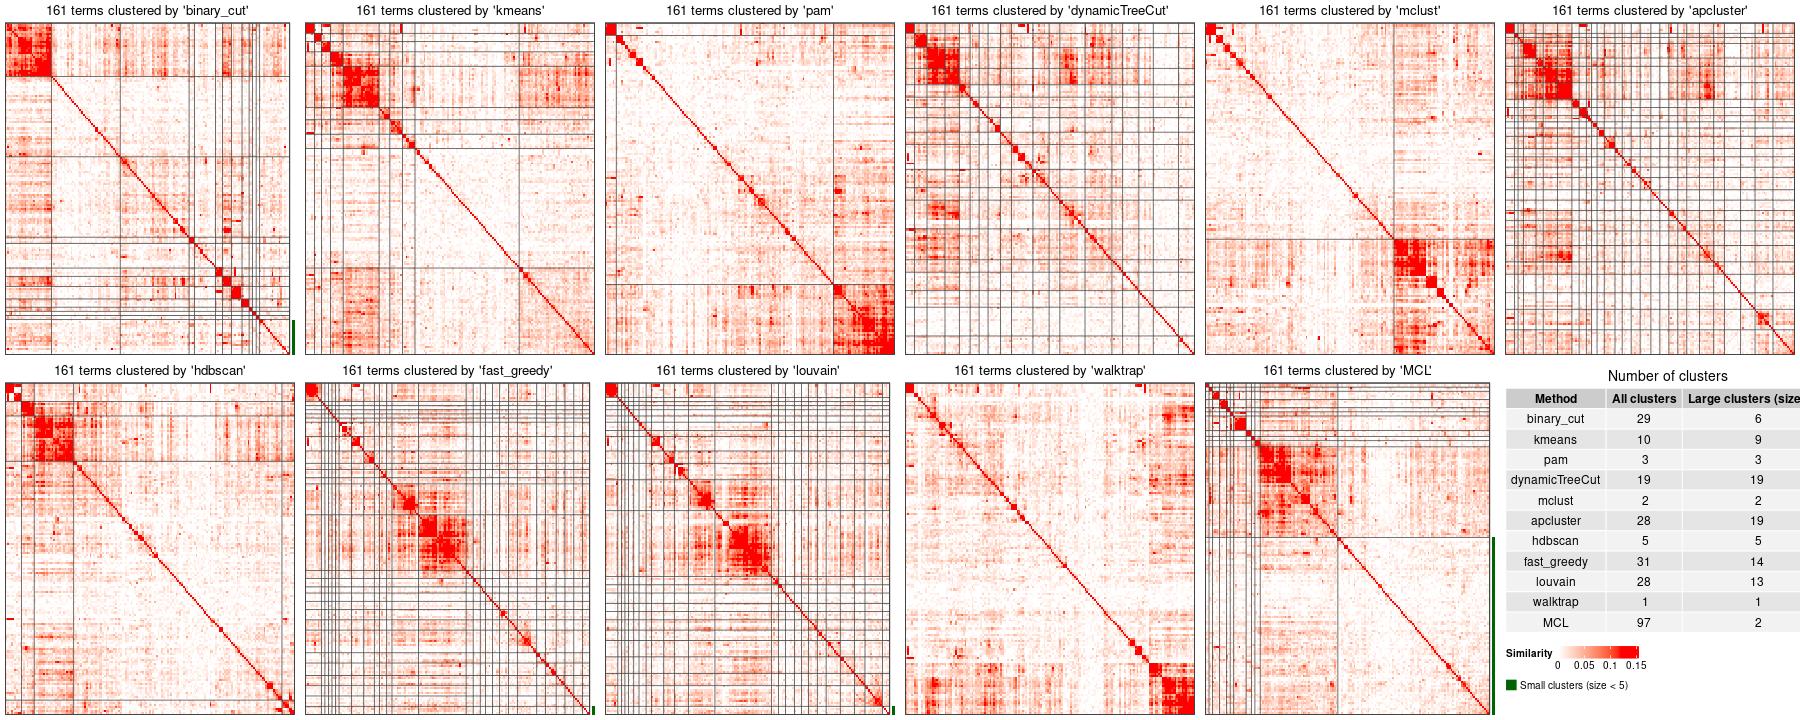 161 terms clustered by 'binary_cut'
161 terms clustered by 'kmeans'
161 terms clustered by 'pam'
161 terms clustered by 'dynamicTreeCut'
161 terms clustered by 'mclust'
161 terms clustered by 'apcluster'
161 terms clustered by 'hdbscan'
161 terms clustered by 'fast_greedy'
161 terms clustered by 'louvain'
161 terms clustered by 'walktrap'
161 terms clustered by 'MCL'
Number of clusters
Method All clusters Large clusters (size
binary_cut 29 6
kmeans 10 9
pam 3 3
dynamicTreeCut 19 19
mclust 2 2
apcluster 28 19
hdbscan 5 5
fast_greedy 31 14
louvain 28 13
walktrap 1 1
MCL 97 2
Similarity
0 0.05 0.1 0.15
Small clusters (size < 5)